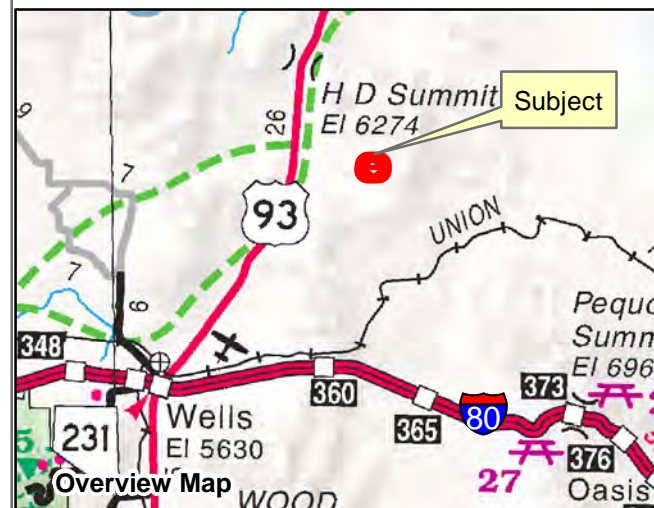 H D Summit
El 6274
Subject
9
26
7
93
UNION
7
6
Pequo
Summ
El 696
348
360
373
365
80
Wells
El 5630
231
376
27
5
Overview Map
WOOD
Oasis